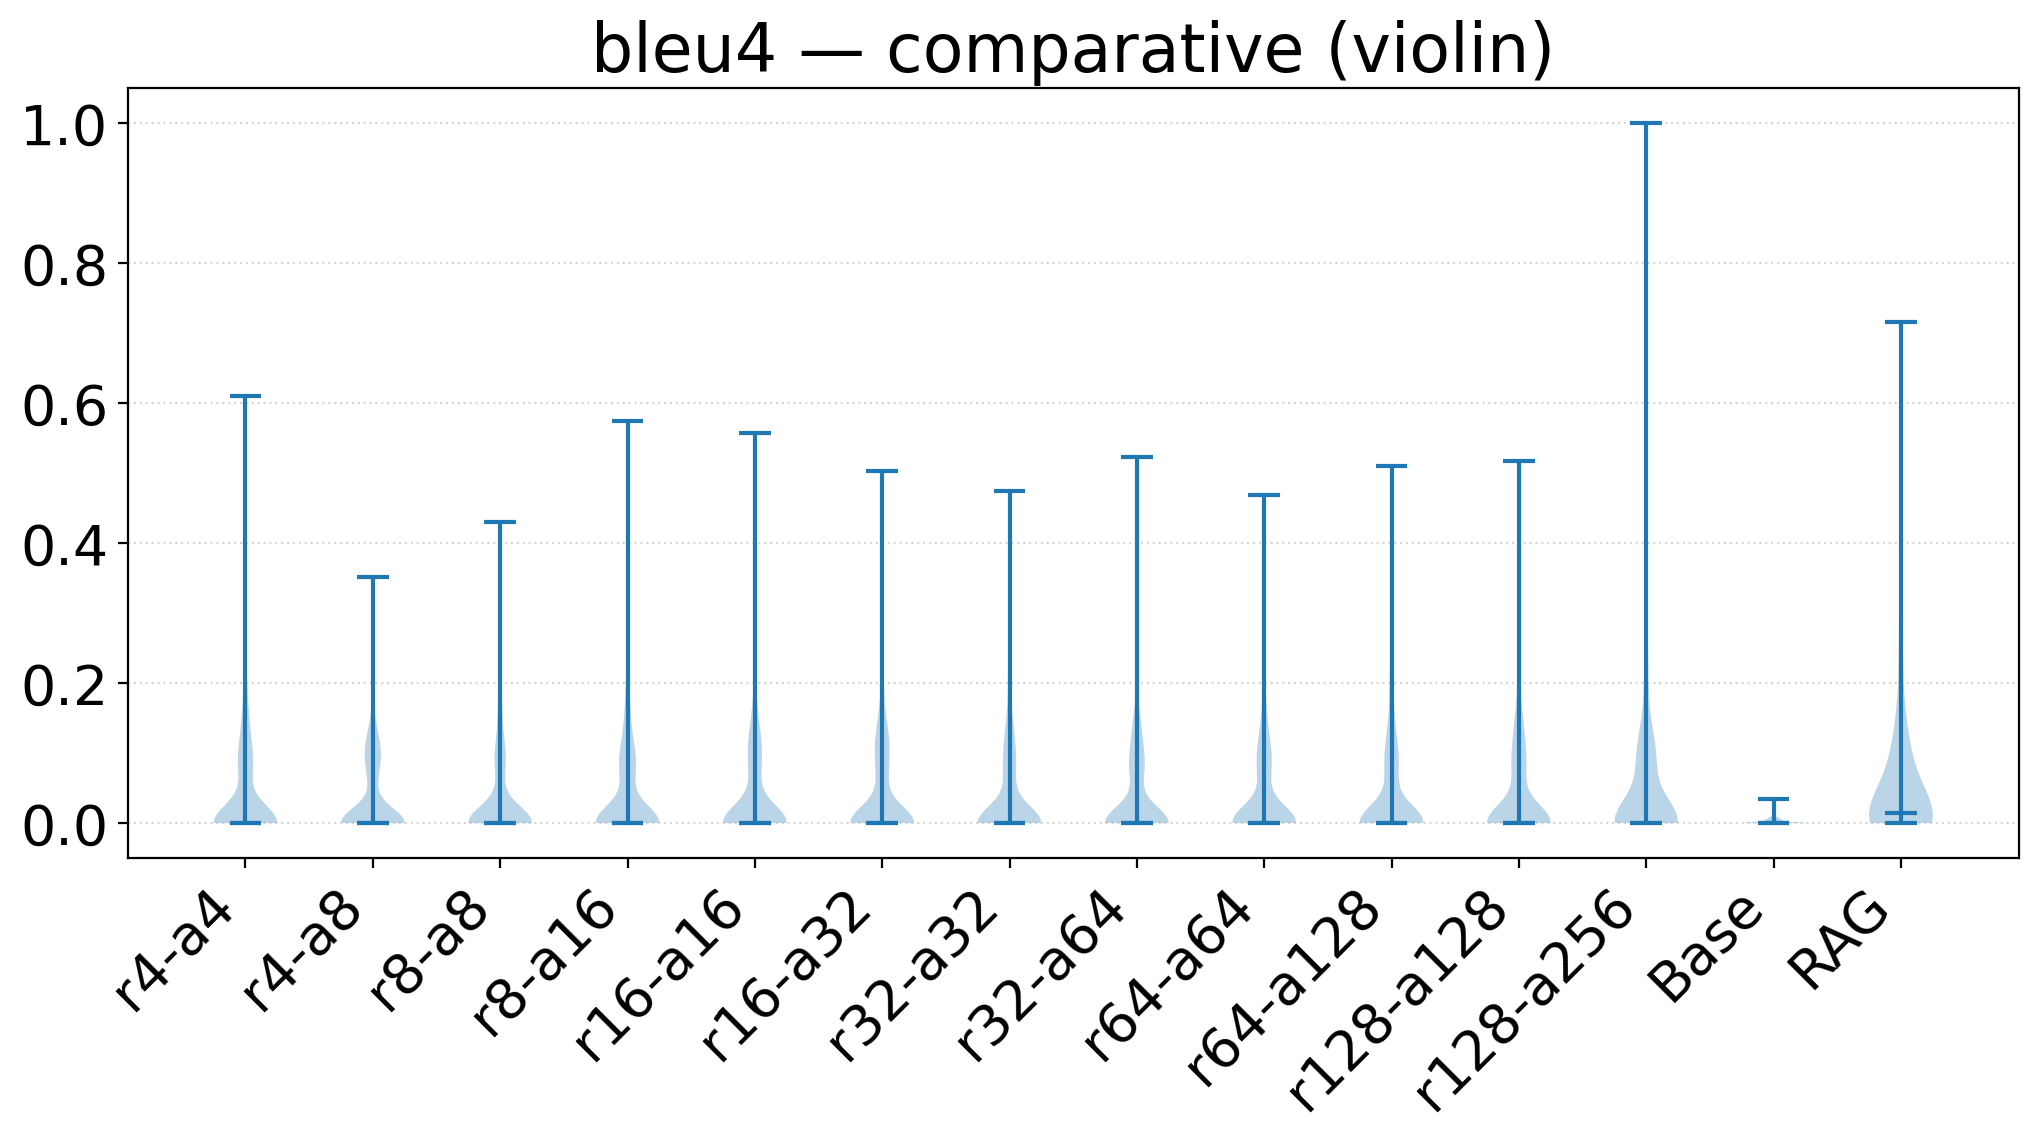 bleu4 — comparative (violin)
1.0
0.8
0.6
0.4
0.2
0.0
r4-a4
r4-a8
r8-a8
r8-a16
r16-a16
r16-a32
r32-a32
r32-a64
r64-a64
r64-a128
r128-a128
r128-a256
Base
RAG